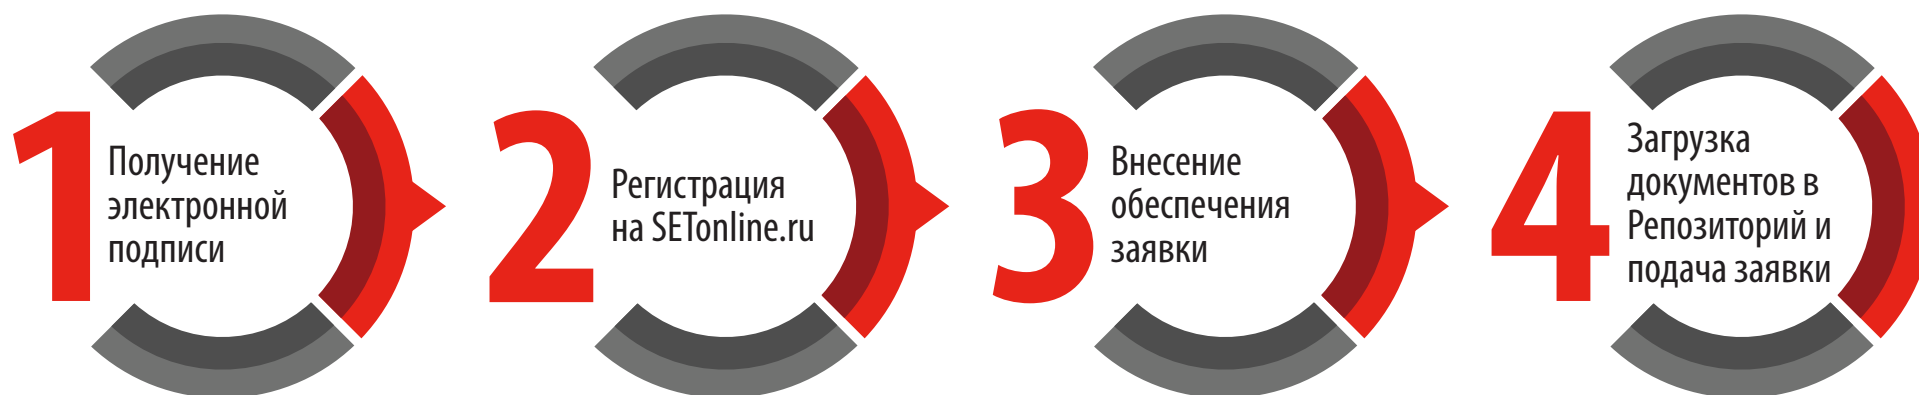 1
Получение
электронной
подписи
2
Регистрация
на SETonline.ru
3
Внесение
обеспечения
заявки
4
Загрузка
документов в
Репозиторий и
подача заявки